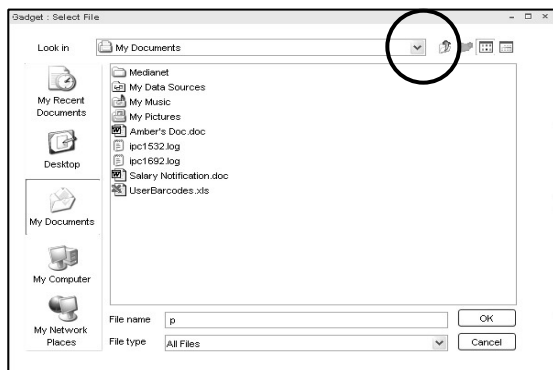 Gadget : Select File
Look in
My Documents
My Recent
Documents
Desktop
My Documents
My Computer
My Network
Places
Medianet
My Data Sources
My Music
My Pictures
Amber's Doc.doc
ipc1532.log
ipc1692.log
Salary Notification.doc
UserBarcodes.xls
File name p OK
File type All Files Cancel